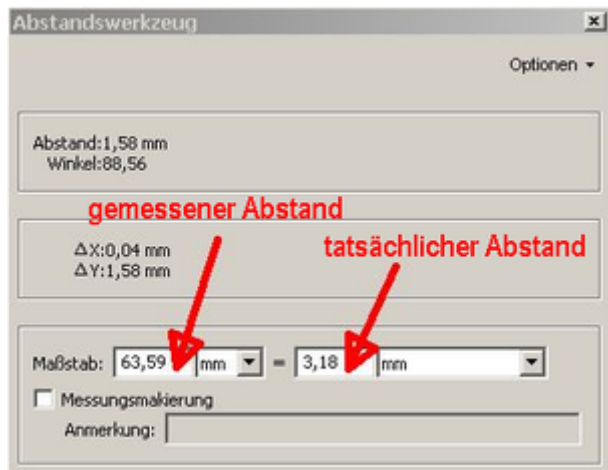 Abstandswerkzeug
Optionen
Abstand:1,58 mm
Winkel:88,56
gemessener Abstand
ΔX:0,04 mm
tatsächlicher Abstand
ΔY:1,58 mm
Maßstab: 63,59 mm = 3,18 mm
Messungsmakierung
Anmerkung: